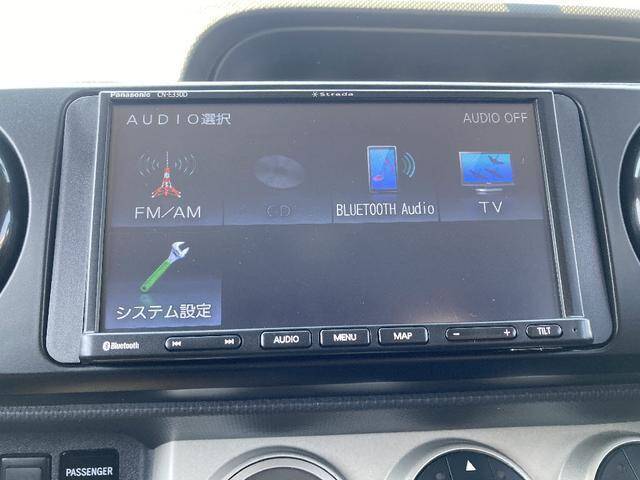 Panasonic CN-E330D Strada
AUDIO選択 AUDIO OFF
FM/AM CD BLUETOOTH Audio TV
システム設定
Bluetooth AUDIO MENU MAP − + TILT
PASSENGER